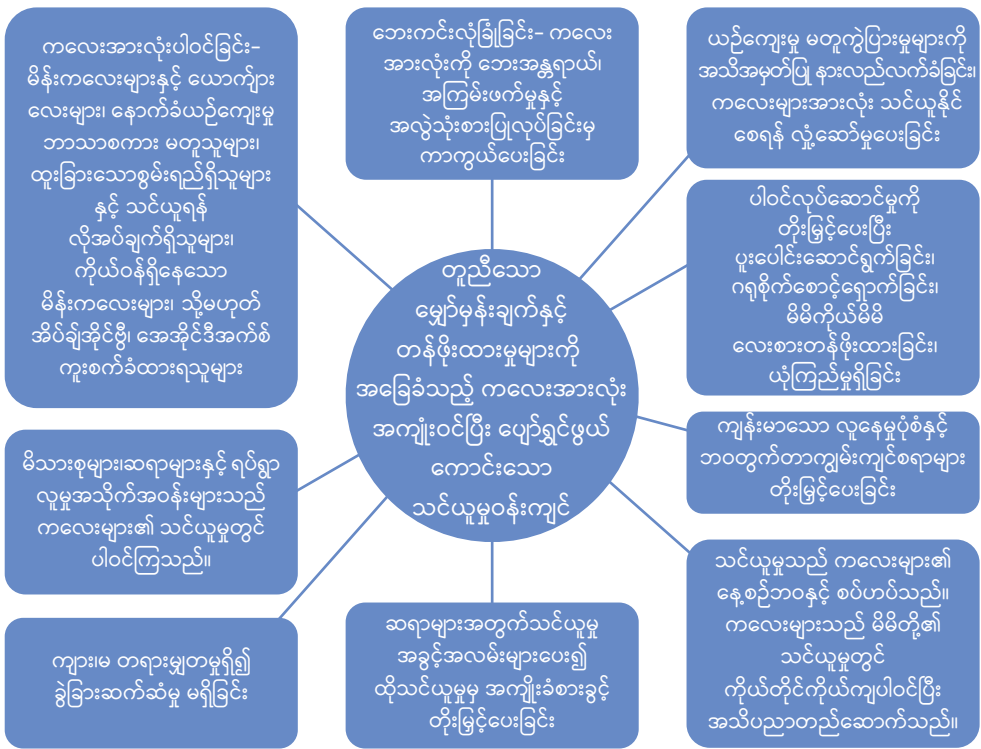 ကလေးအားလုံးပါဝင်ခြင်း–
မိန်းကလေးများနှင့် ယောက်ျား
လေးများ၊ နောက်ခံယဉ်ကျေးမှု
ဘာသာစကား မတူသူများ၊
ထူးခြားသောစွမ်းရည်ရှိသူများ
နှင့် သင်ယူရန်
လိုအပ်ချက်ရှိသူများ၊
ကိုယ်ဝန်ရှိနေသော
မိန်းကလေးများ၊ သို့မဟုတ်
အိပ်ချ်အိုင်ဗွီ၊ အေအိုင်ဒီအက်စ်
ကူးစက်ခံထားရသူများ
ဘေးကင်းလုံခြုံခြင်း– ကလေး
အားလုံးကို ဘေးအန္တရာယ်၊
အကြမ်းဖက်မှုနှင့်
အလွဲသုံးစားပြုလုပ်ခြင်းမှ
ကာကွယ်ပေးခြင်း
ယဉ်ကျေးမှု မတူကွဲပြားမှုများကို
အသိအမှတ်ပြု နားလည်လက်ခံခြင်း၊
ကလေးများအားလုံး သင်ယူနိုင်
စေရန် လှုံ့ဆော်မှုပေးခြင်း
ပါဝင်လုပ်ဆောင်မှုကို
တိုးမြှင့်ပေးပြီး
ပူးပေါင်းဆောင်ရွက်ခြင်း၊
ဂရုစိုက်စောင့်ရှောက်ခြင်း၊
မိမိကိုယ်မိမိ
လေးစားတန်ဖိုးထားခြင်း၊
ယုံကြည်မှုရှိခြင်း
တူညီသော
မျှော်မှန်းချက်နှင့်
တန်ဖိုးထားမှုများကို
အခြေခံသည့် ကလေးအားလုံး
အကျုံးဝင်ပြီး ပျော်ရွှင်ဖွယ်
ကောင်းသော
သင်ယူမှုဝန်းကျင်
ကျန်းမာသော လူနေမှုပုံစံနှင့်
ဘဝတွက်တာကျွမ်းကျင်စရာများ
တိုးမြှင့်ပေးခြင်း
မိသားစုများ၊ဆရာများနှင့် ရပ်ရွာ
လူမှုအသိုက်အဝန်းများသည်
ကလေးများ၏ သင်ယူမှုတွင်
ပါဝင်ကြသည်။
သင်ယူမှုသည် ကလေးများ၏
နေ့စဉ်ဘဝနှင့် စပ်ဟပ်သည်။
ကလေးများသည် မိမိတို့၏
သင်ယူမှုတွင်
ကိုယ်တိုင်ကိုယ်ကျပါဝင်ပြီး
အသိပညာတည်ဆောက်သည်။
ကျား၊မ တရားမျှတမှုရှိ၍
ခွဲခြားဆက်ဆံမှု မရှိခြင်း
ဆရာများအတွက်သင်ယူမှု
အခွင့်အလမ်းများပေး၍
ထိုသင်ယူမှုမှ အကျိုးခံစားခွင့်
တိုးမြှင့်ပေးခြင်း